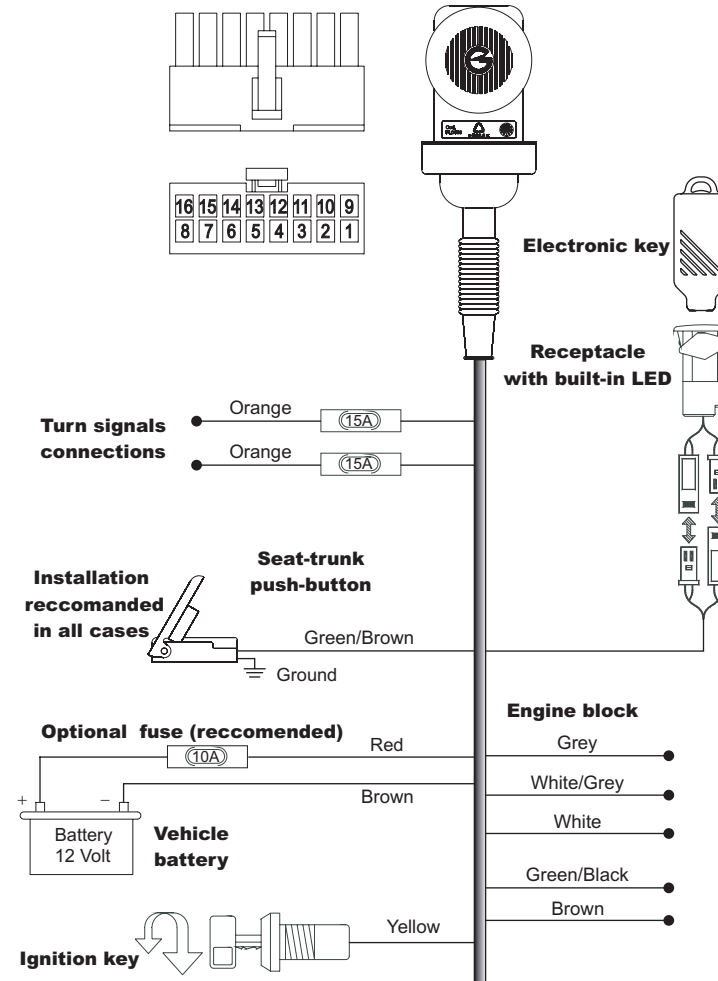 16 15 14 13 12 11 10 9
8 7 6 5 4 3 2 1
Electronic key
Receptacle
with built-in LED
Turn signals
connections
Orange
15A
Orange
15A
Seat-trunk
push-button
Installation
reccomanded
in all cases
Green/Brown
Ground
Optional fuse (reccomended)
10A
Red
Brown
+ −
Battery
12 Volt
Vehicle
battery
Engine block
Grey
White/Grey
White
Green/Black
Brown
Yellow
Ignition key